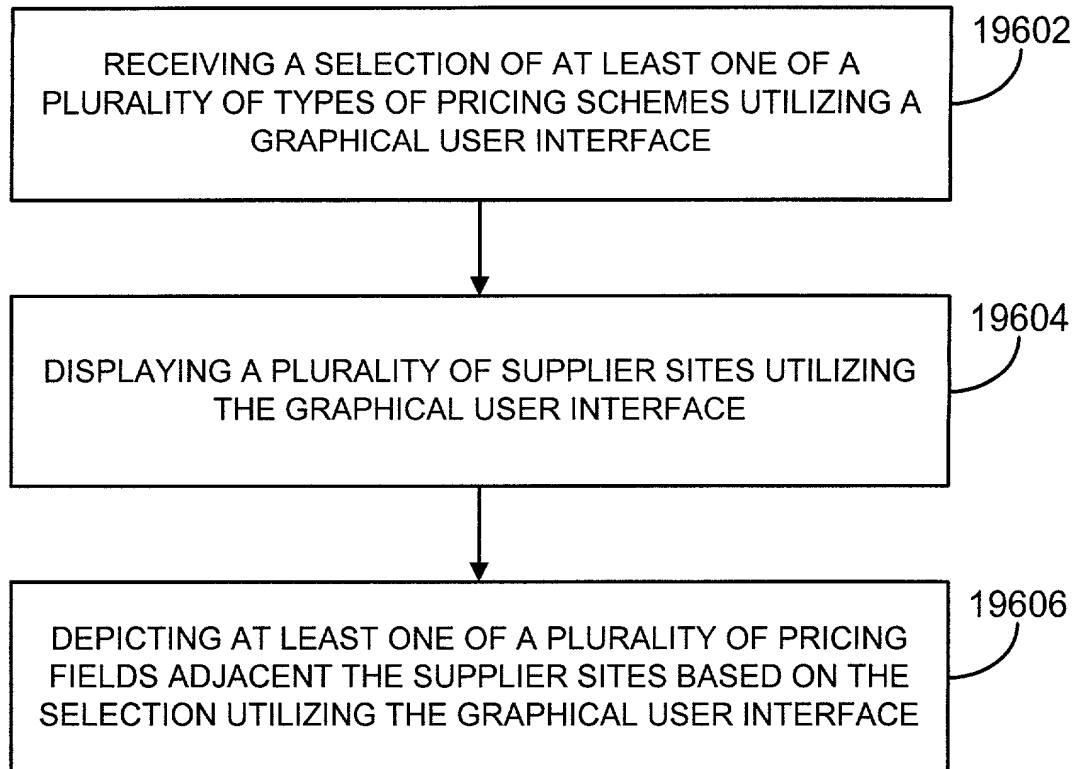 19602
RECEIVING A SELECTION OF AT LEAST ONE OF A
PLURALITY OF TYPES OF PRICING SCHEMES UTILIZING A
GRAPHICAL USER INTERFACE
19604
DISPLAYING A PLURALITY OF SUPPLIER SITES UTILIZING
THE GRAPHICAL USER INTERFACE
19606
DEPICTING AT LEAST ONE OF A PLURALITY OF PRICING
FIELDS ADJACENT THE SUPPLIER SITES BASED ON THE
SELECTION UTILIZING THE GRAPHICAL USER INTERFACE